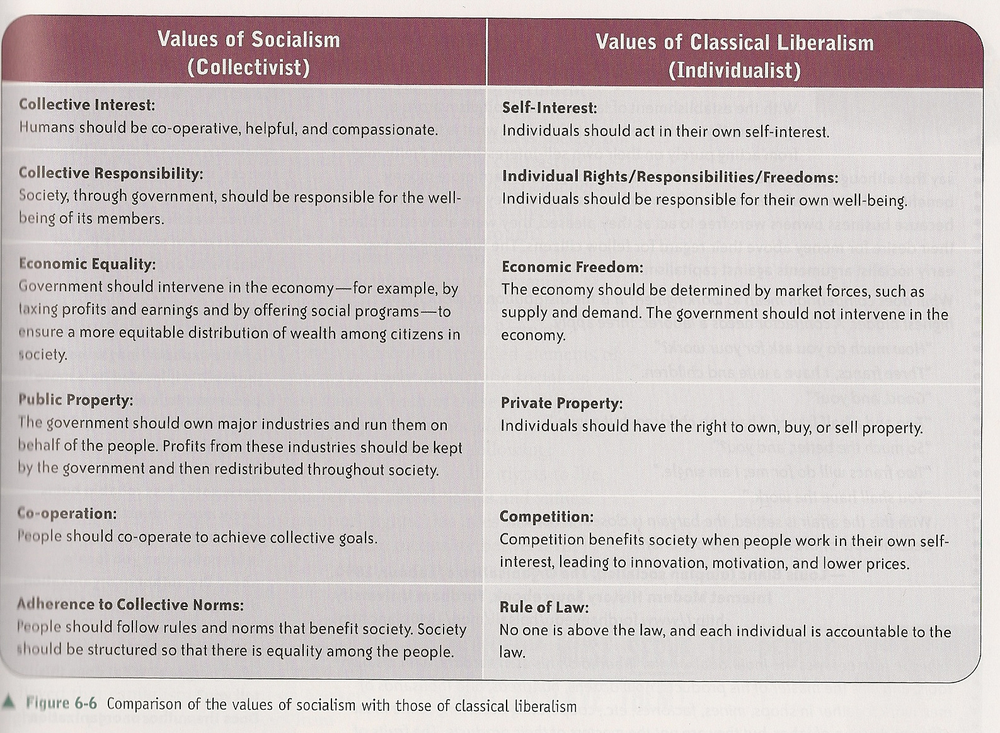 Values of Socialism
(Collectivist)
Values of Classical Liberalism
(Individualist)
Collective Interest:
Humans should be co-operative, helpful, and compassionate.
Self-Interest:
Individuals should act in their own self-interest.
Collective Responsibility:
Society, through government, should be responsible for the well-
being of its members.
Individual Rights/Responsibilities/Freedoms:
Individuals should be responsible for their own well-being.
Economic Equality:
Government should intervene in the economy—for example, by
taxing profits and earnings and by offering social programs—to
ensure a more equitable distribution of wealth among citizens in
society.
Economic Freedom:
The economy should be determined by market forces, such as
supply and demand. The government should not intervene in the
economy.
Public Property:
The government should own major industries and run them on
behalf of the people. Profits from these industries should be kept
by the government and then redistributed throughout society.
Private Property:
Individuals should have the right to own, buy, or sell property.
Co-operation:
People should co-operate to achieve collective goals.
Competition:
Competition benefits society when people work in their own self-
interest, leading to innovation, motivation, and lower prices.
Adherence to Collective Norms:
People should follow rules and norms that benefit society. Society
should be structured so that there is equality among the people.
Rule of Law:
No one is above the law, and each individual is accountable to the
law.
Figure 6-6 Comparison of the values of socialism with those of classical liberalism